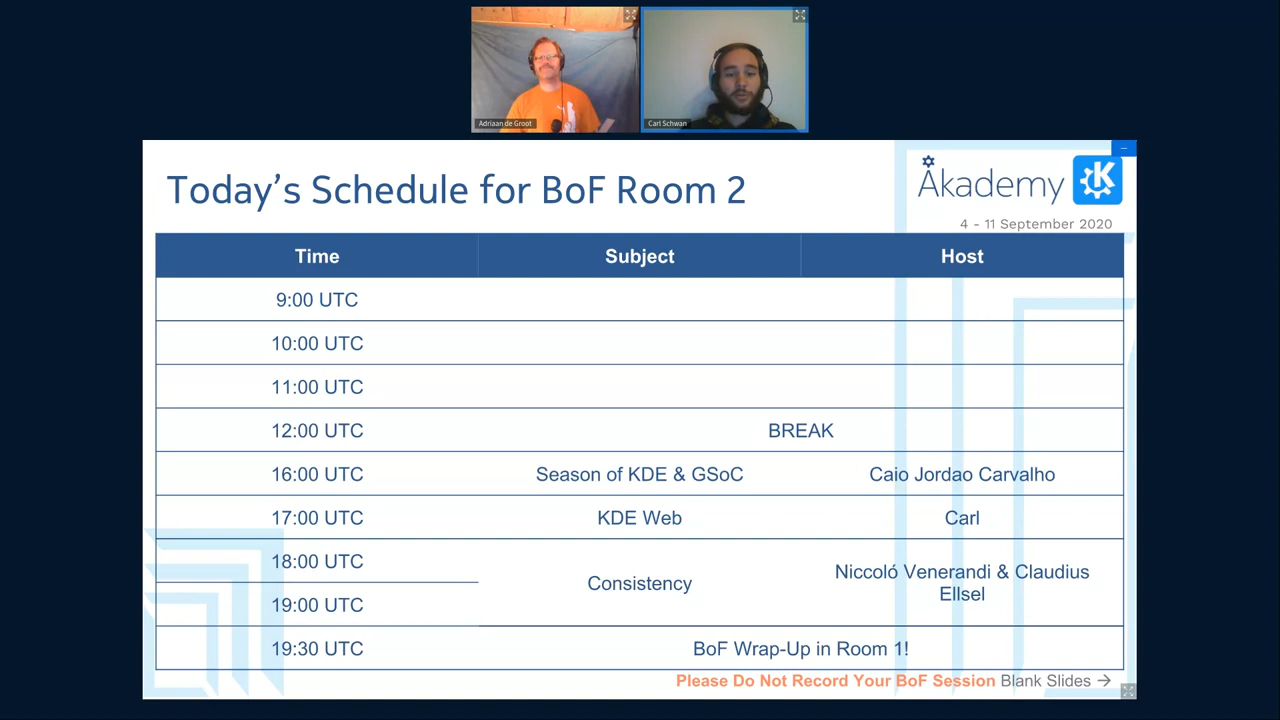 Adriaan de Groot
Carl Schwan
Today's Schedule for BoF Room 2
Akademy
4 - 11 September 2020
Time Subject Host
9:00 UTC
10:00 UTC
11:00 UTC
12:00 UTC BREAK
16:00 UTC Season of KDE & GSoC Caio Jordao Carvalho
17:00 UTC KDE Web Carl
18:00 UTC
19:00 UTC
Consistency
Niccoló Venerandi & Claudius
Ellsel
19:30 UTC BoF Wrap-Up in Room 1!
Please Do Not Record Your BoF Session Blank Slides →